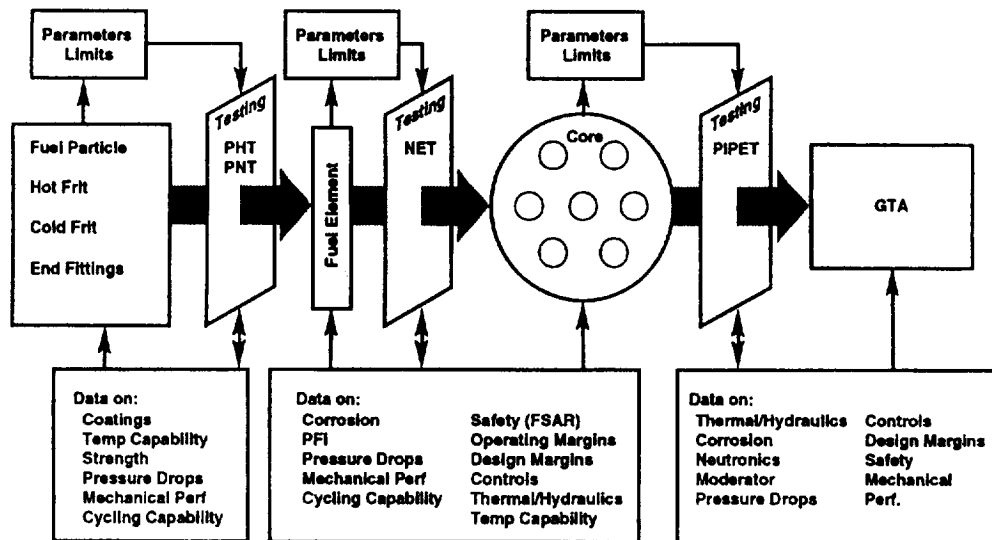 Parameters
Limits
Parameters
Limits
Parameters
Limits
Fuel Particle
Hot Frit
Cold Frit
End Fittings
Testing
PHT
PNT
Fuel Element
Testing
NET
Core
Testing
PIPET
GTA
Data on:
Coatings
Temp Capability
Strength
Pressure Drops
Mechanical Perf
Cycling Capability
Data on:
Corrosion
PFI
Pressure Drops
Mechanical Perf
Cycling Capability
Safety (FSAR)
Operating Margins
Design Margins
Controls
Thermal/Hydraulics
Temp Capability
Data on:
Thermal/Hydraulics
Corrosion
Neutronics
Moderator
Pressure Drops
Controls
Design Margins
Safety
Mechanical
Perf.